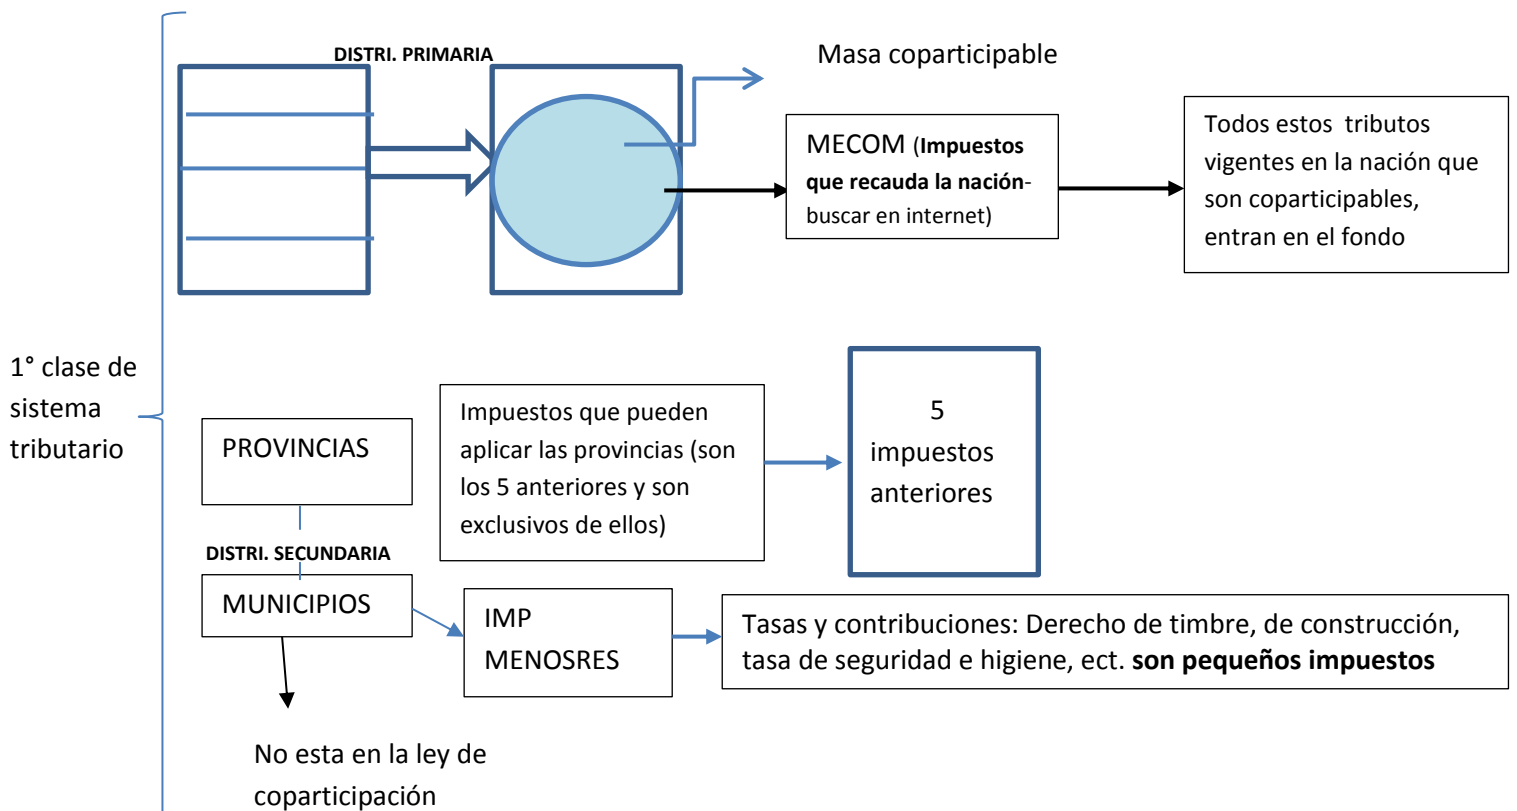 DISTRI. PRIMARIA
Masa coparticipable
MECOM (Impuestos
que recauda la nación-
buscar en internet)
Todos estos tributos
vigentes en la nación que
son coparticipables,
entran en el fondo
1° clase de
sistema
tributario
PROVINCIAS
Impuestos que pueden
aplicar las provincias (son
los 5 anteriores y son
exclusivos de ellos)
5
impuestos
anteriores
DISTRI. SECUNDARIA
MUNICIPIOS
IMP
MENOSRES
Tasas y contribuciones: Derecho de timbre, de construcción,
tasa de seguridad e higiene, ect. son pequeños impuestos
No esta en la ley de
coparticipación